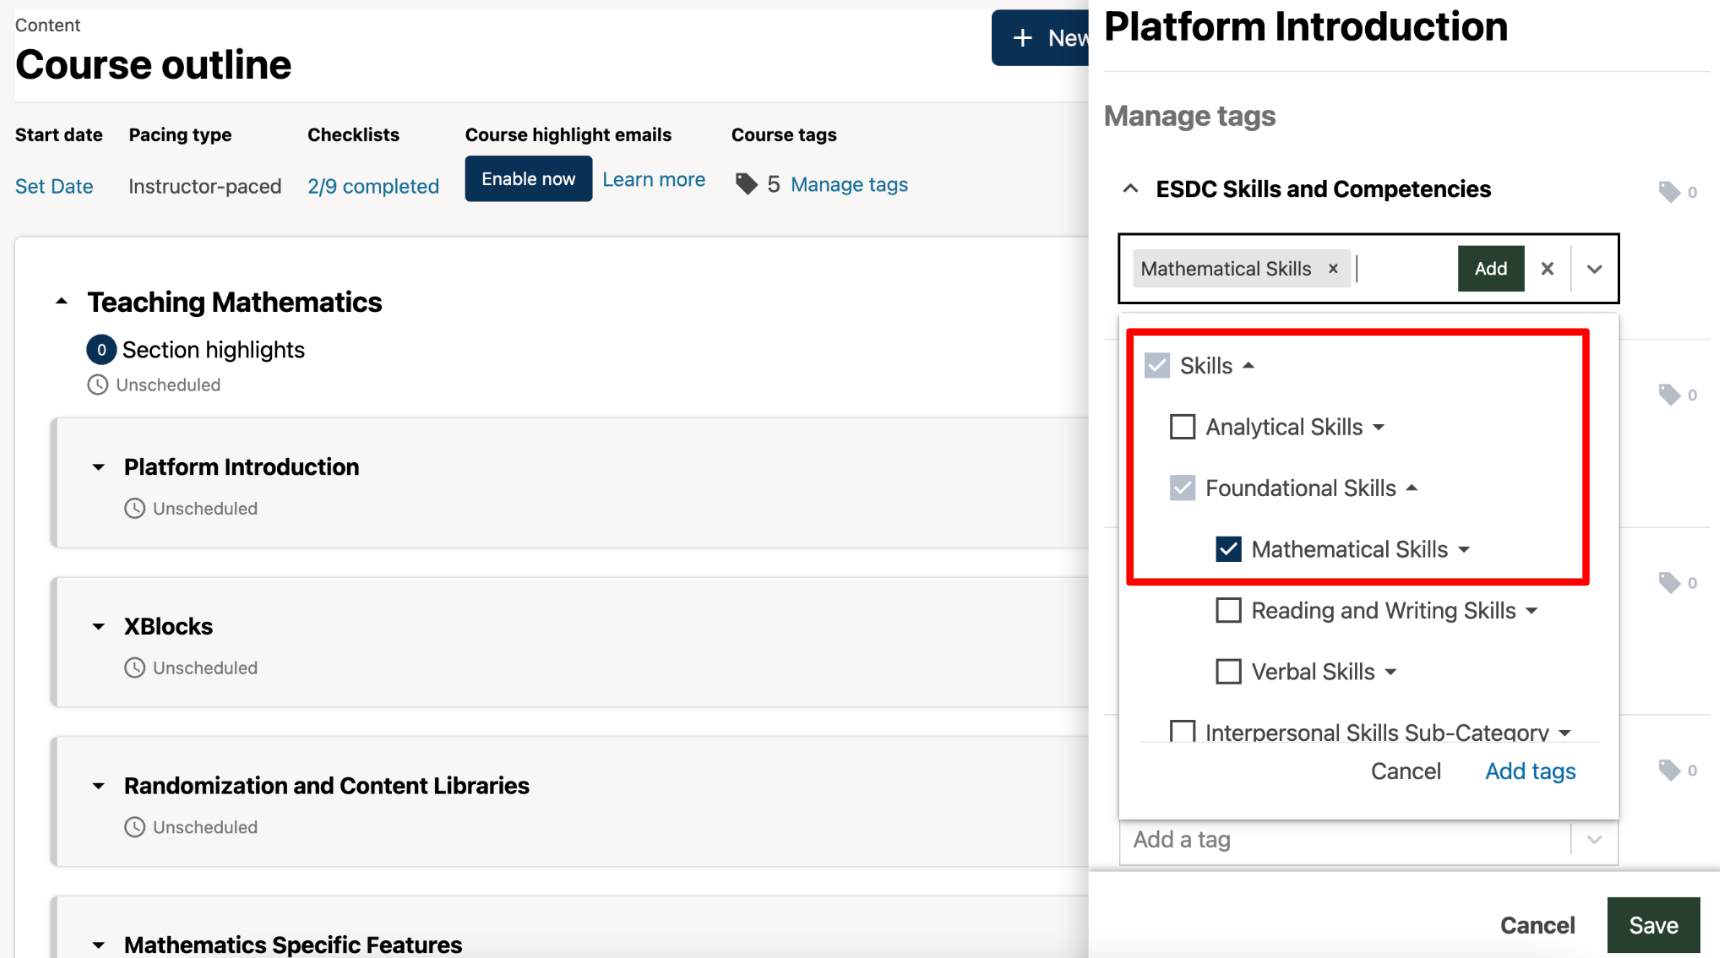 Content
Course outline
+ New
Start date
Pacing type
Checklists
Course highlight emails
Course tags
Set Date
Instructor-paced
2/9 completed
Enable now
Learn more
5 Manage tags
Teaching Mathematics
0 Section highlights
Unscheduled
Platform Introduction
Unscheduled
XBlocks
Unscheduled
Randomization and Content Libraries
Unscheduled
Mathematics Specific Features
Platform Introduction
Manage tags
ESDC Skills and Competencies
0
Mathematical Skills ×
Add
×
Skills
Analytical Skills
0
Foundational Skills
Mathematical Skills
0
Reading and Writing Skills
Verbal Skills
Interpersonal Skills Sub-Category
Cancel
Add tags
0
Add a tag
Cancel
Save